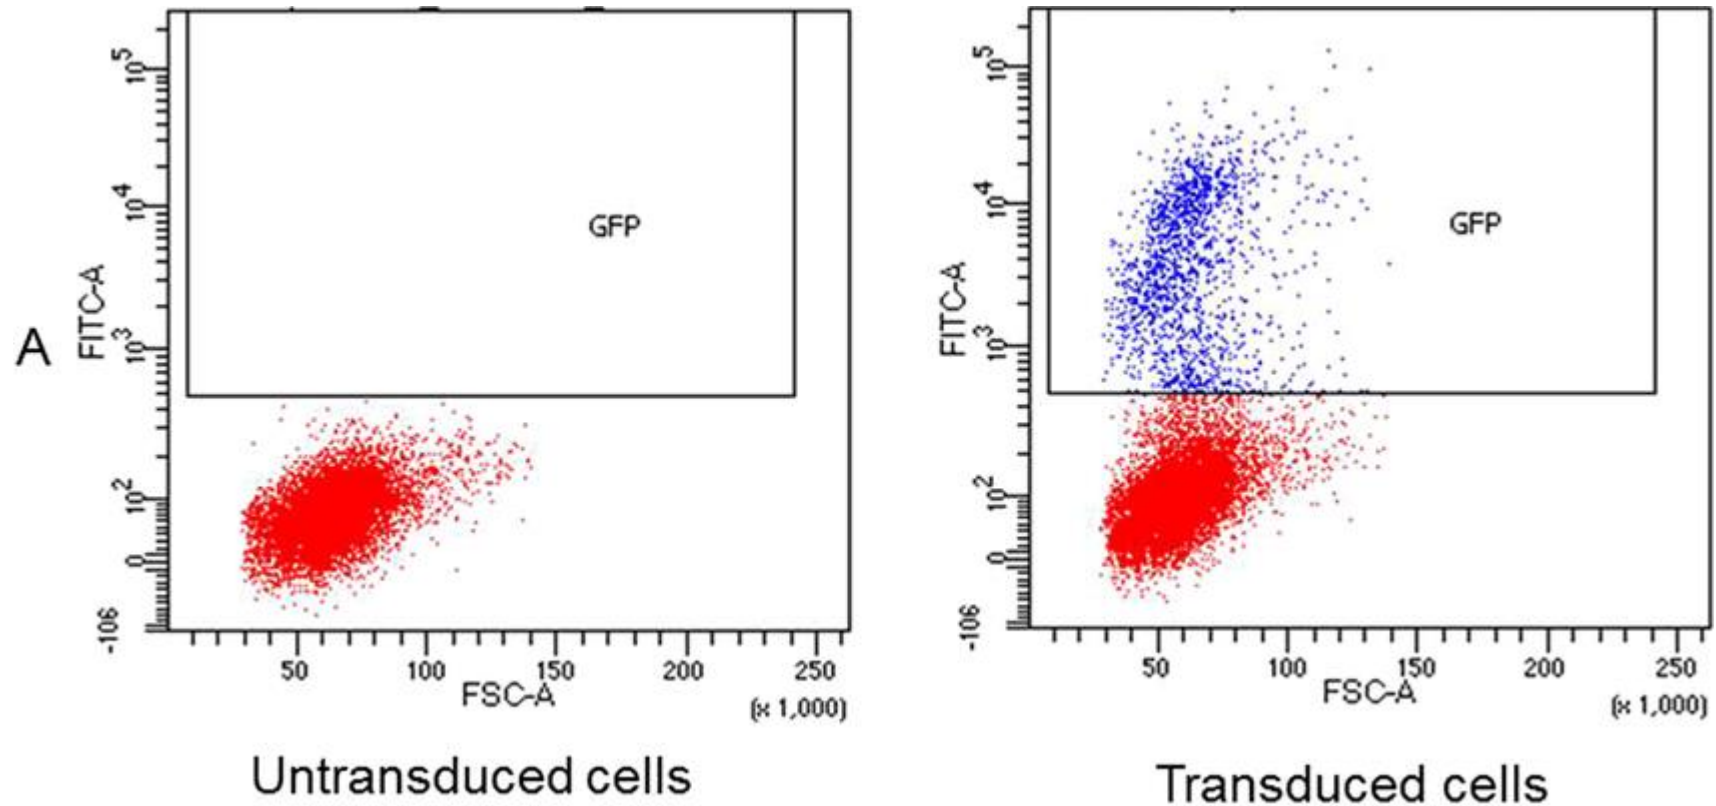 A
10^5
10^4
10^3
10^2
0
-106
FITC-A
GFP
50 100 150 200 250
FSC-A
(x 1,000)
Untransduced cells
10^5
10^4
10^3
10^2
0
-106
FITC-A
GFP
50 100 150 200 250
FSC-A
(x 1,000)
Transduced cells